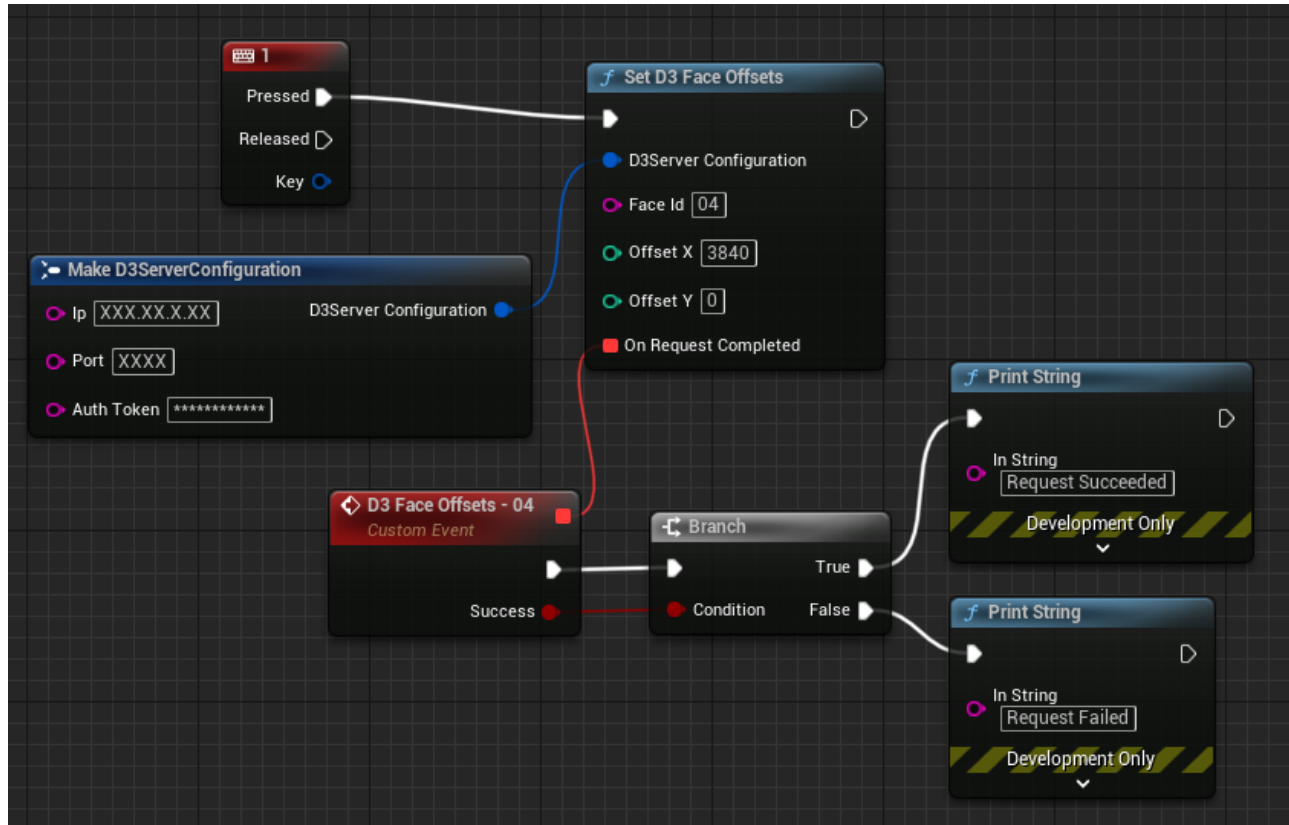 1
Pressed
Released
Key
Set D3 Face Offsets
D3Server Configuration
Face Id 04
Offset X 3840
Offset Y 0
On Request Completed
Make D3ServerConfiguration
Ip XXX.XX.X.XX
D3Server Configuration
Port XXXX
Auth Token ************
D3 Face Offsets - 04
Custom Event
Success
Branch
True
Condition
False
f Print String
In String
Request Succeeded
Development Only
f Print String
In String
Request Failed
Development Only